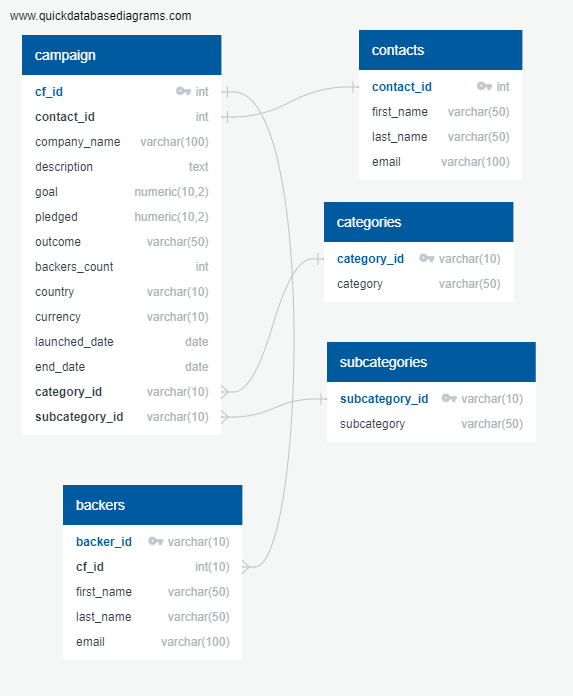 www.quickdatabasediagrams.com
campaign
cf_id int
contact_id int
company_name varchar(100)
description text
goal numeric(10,2)
pledged humeric(10,2)
outcome varchar(50)
backers_count int
country varchar(10)
currency varchar(10)
launched_date date
end_date date
category_id varchar(10)
subcategory_id varchar(10)
contacts
contact_id int
first_name varchar(50)
last_name varchar(50)
email varchar(100)
categories
category_id varchar(10)
category varchar(50)
subcategories
subcategory_id varchar(10)
subcategory varchar(50)
backers
backer_id varchar(10)
cf_id int(10)
first_name varchar(50)
last_name varchar(50)
email varchar(100)